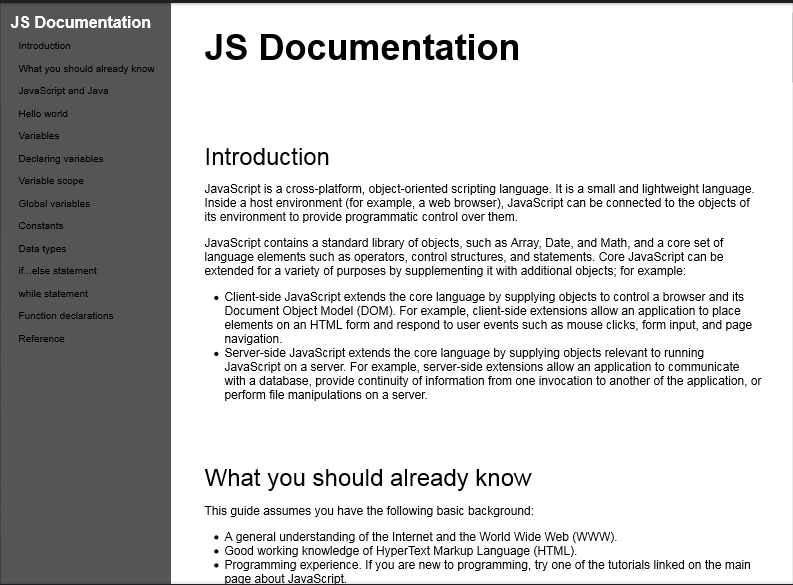 JS Documentation
Introduction
What you should already know
JavaScript and Java
Hello world
Variables
Declaring variables
Variable scope
Global variables
Constants
Data types
if...else statement
while statement
Function declarations
Reference
JS Documentation
Introduction
JavaScript is a cross-platform, object-oriented scripting language. It is a small and lightweight language.
Inside a host environment (for example, a web browser), JavaScript can be connected to the objects of
its environment to provide programmatic control over them.
JavaScript contains a standard library of objects, such as Array, Date, and Math, and a core set of
language elements such as operators, control structures, and statements. Core JavaScript can be
extended for a variety of purposes by supplementing it with additional objects; for example:
• Client-side JavaScript extends the core language by supplying objects to control a browser and its
Document Object Model (DOM). For example, client-side extensions allow an application to place
elements on an HTML form and respond to user events such as mouse clicks, form input, and page
navigation.
• Server-side JavaScript extends the core language by supplying objects relevant to running
JavaScript on a server. For example, server-side extensions allow an application to communicate
with a database, provide continuity of information from one invocation to another of the application, or
perform file manipulations on a server.
What you should already know
This guide assumes you have the following basic background:
• A general understanding of the Internet and the World Wide Web (WWW).
• Good working knowledge of HyperText Markup Language (HTML).
• Programming experience. If you are new to programming, try one of the tutorials linked on the main
page about JavaScript.